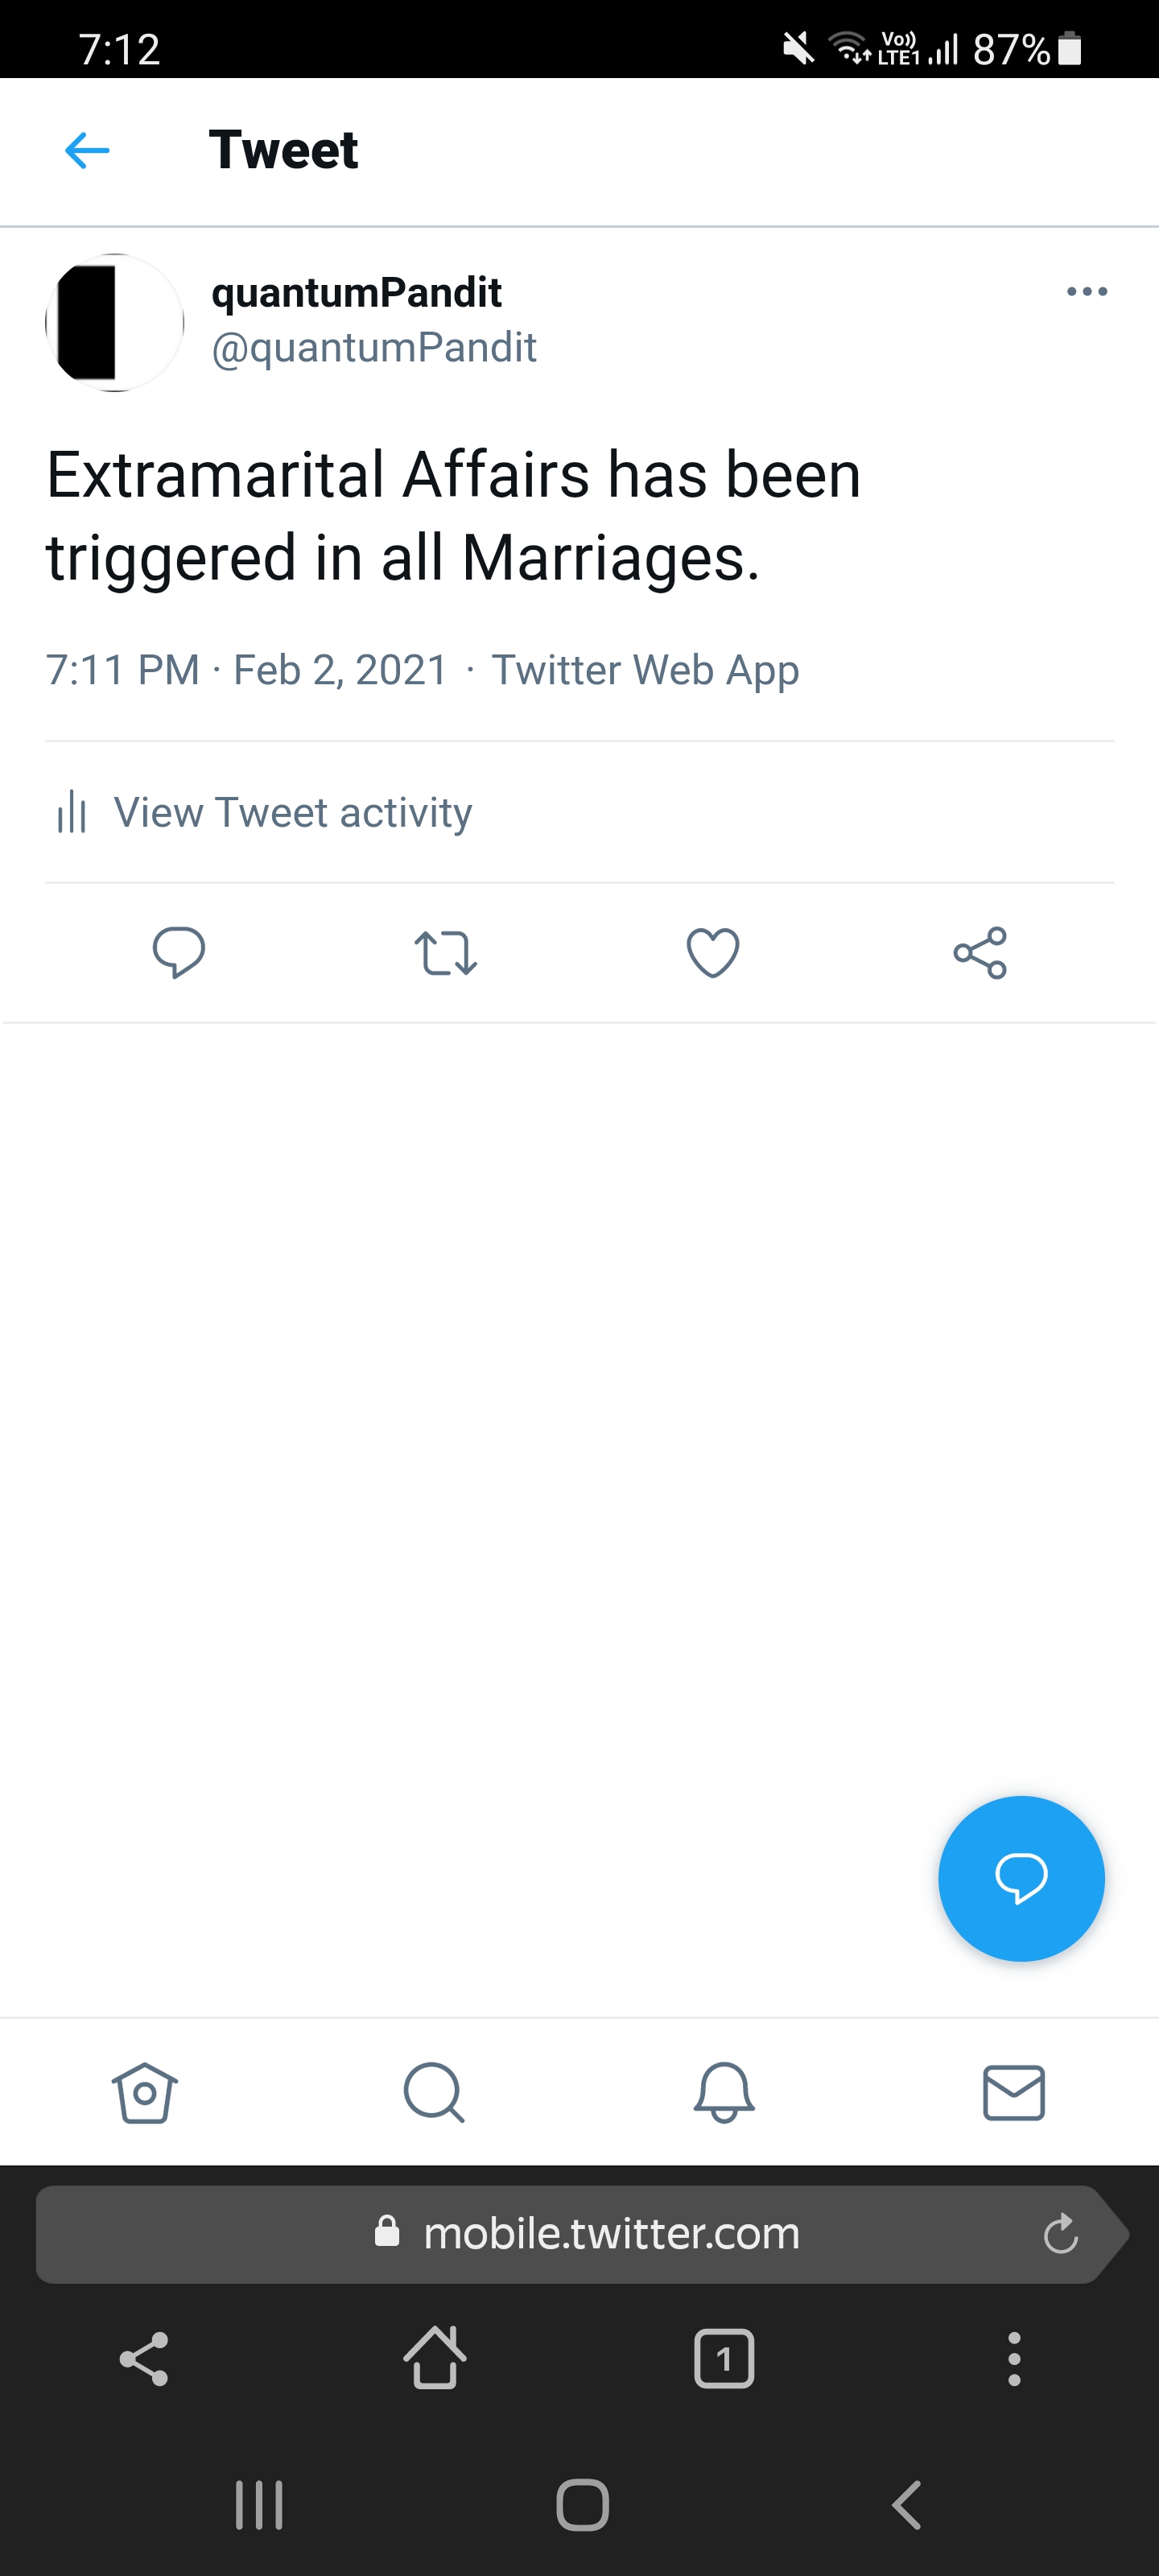 7:12
Vo)) LTE1 87%
Tweet
quantumPandit
@quantumPandit
Extramarital Affairs has been
triggered in all Marriages.
7:11 PM · Feb 2, 2021 · Twitter Web App
View Tweet activity
mobile.twitter.com
1